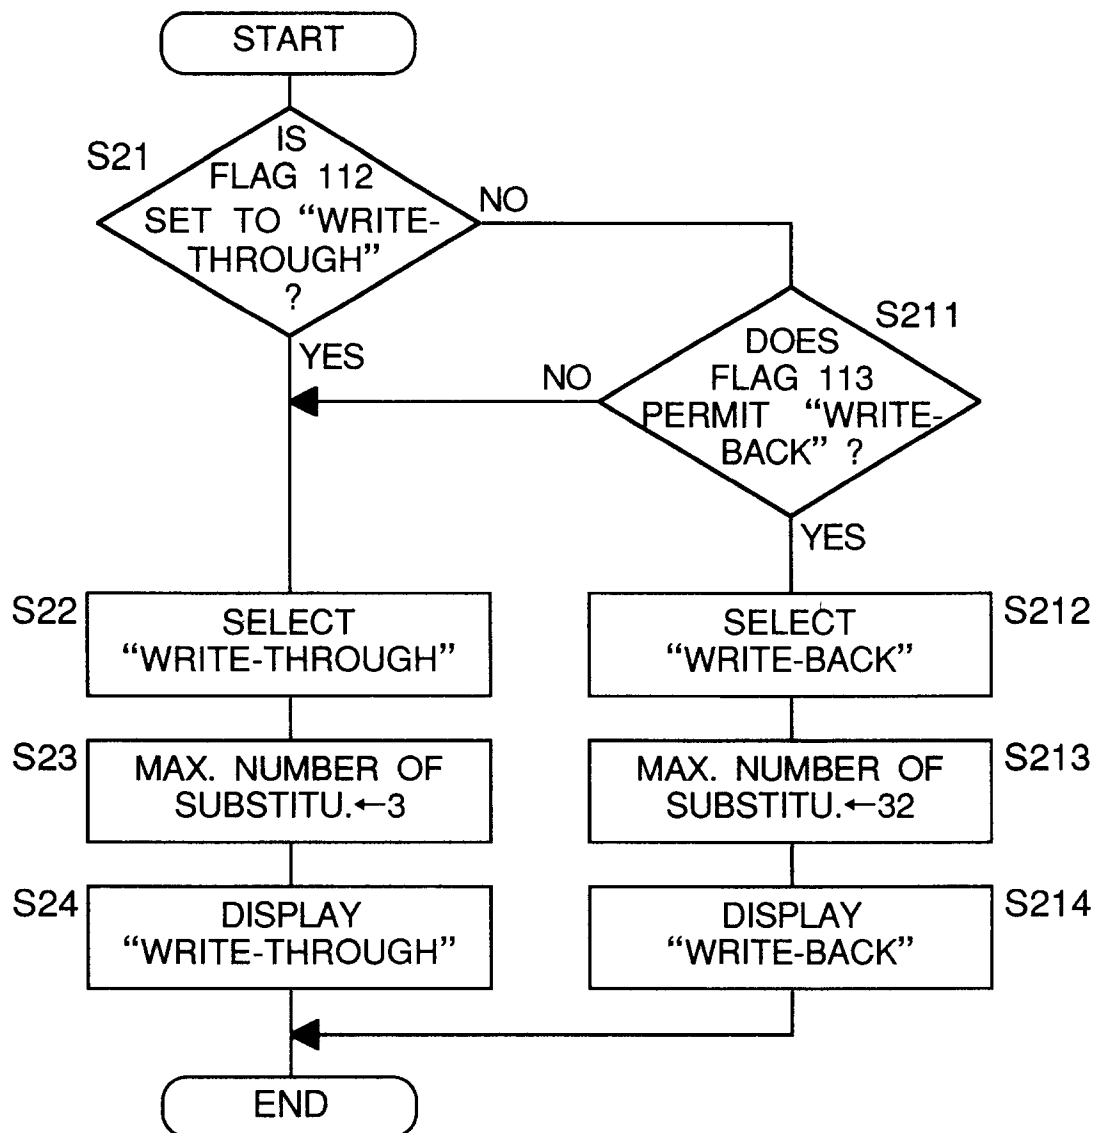 START
S21
IS
FLAG 112
SET TO “WRITE-
THROUGH”
?
NO
YES
S211
DOES
FLAG 113
PERMIT “WRITE-
BACK” ?
NO
YES
S22
SELECT
“WRITE-THROUGH”
S212
SELECT
“WRITE-BACK”
S23
MAX. NUMBER OF
SUBSTITU.←3
S213
MAX. NUMBER OF
SUBSTITU.←32
S24
DISPLAY
“WRITE-THROUGH”
S214
DISPLAY
“WRITE-BACK”
END